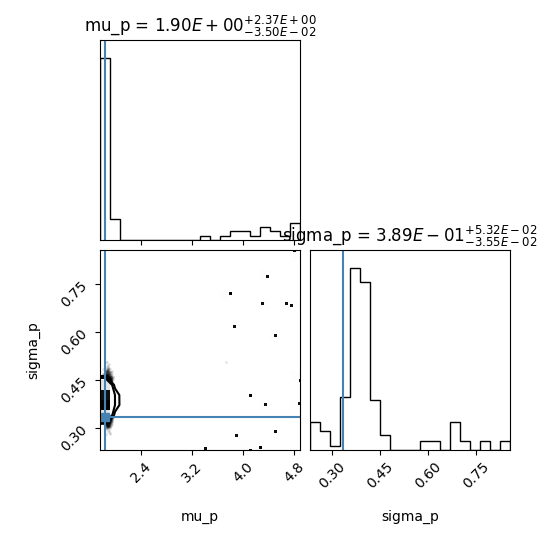 mu_p = 1.90E + 00+2.37E+00−3.50E−02
sigma_p = 3.89E − 01+5.32E−02−3.55E−02
0.75
0.60
0.45
0.30
sigma_p
2.4 3.2 4.0 4.8
0.30 0.45 0.60 0.75
mu_p sigma_p